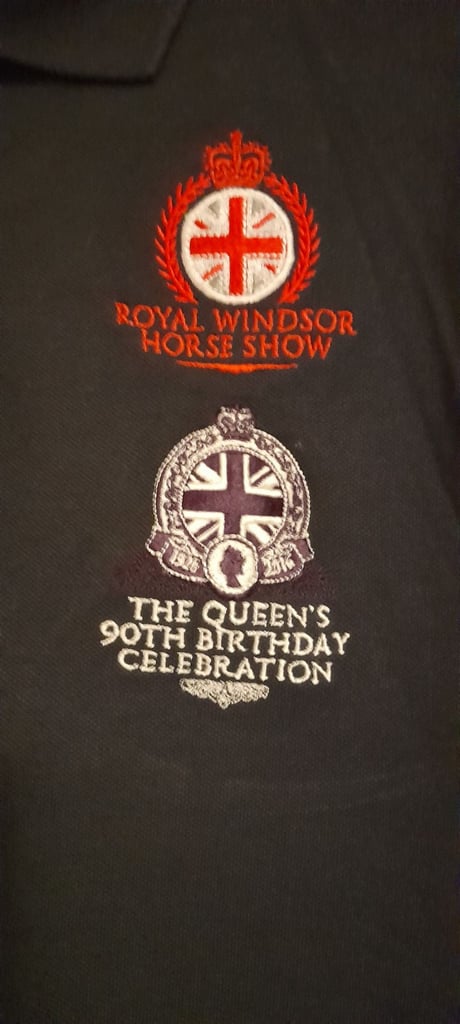 ROYAL WINDSOR
HORSE SHOW
1926 2016
THE QUEEN'S
90TH BIRTHDAY
CELEBRATION